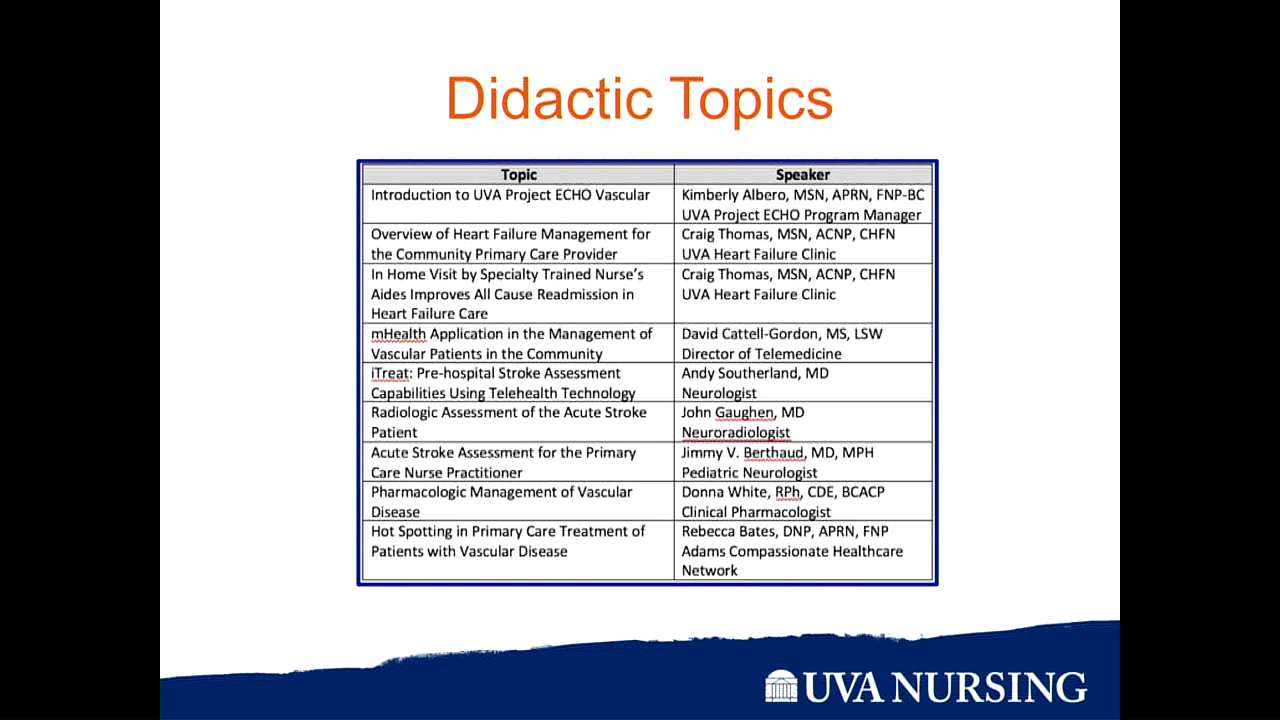 Didactic Topics
Topic Speaker
Introduction to UVA Project ECHO Vascular Kimberly Albero, MSN, APRN, FNP-BC
UVA Project ECHO Program Manager
Overview of Heart Failure Management for Craig Thomas, MSN, ACNP, CHFN
the Community Primary Care Provider UVA Heart Failure Clinic
In Home Visit by Specialty Trained Nurse's Craig Thomas, MSN, ACNP, CHFN
Aides Improves All Cause Readmission in UVA Heart Failure Clinic
Heart Failure Care
mHealth Application in the Management of David Cattell-Gordon, MS, LSW
Vascular Patients in the Community Director of Telemedicine
iTreat: Pre-hospital Stroke Assessment Andy Southerland, MD
Capabilities Using Telehealth Technology Neurologist
Radiologic Assessment of the Acute Stroke John Gaughen, MD
Patient Neuroradiologist
Acute Stroke Assessment for the Primary Jimmy V. Berthaud, MD, MPH
Care Nurse Practitioner Pediatric Neurologist
Pharmacologic Management of Vascular Donna White, RPh, CDE, BCACP
Disease Clinical Pharmacologist
Hot Spotting in Primary Care Treatment of Rebecca Bates, DNP, APRN, FNP
Patients with Vascular Disease Adams Compassionate Healthcare
Network
UVA NURSING